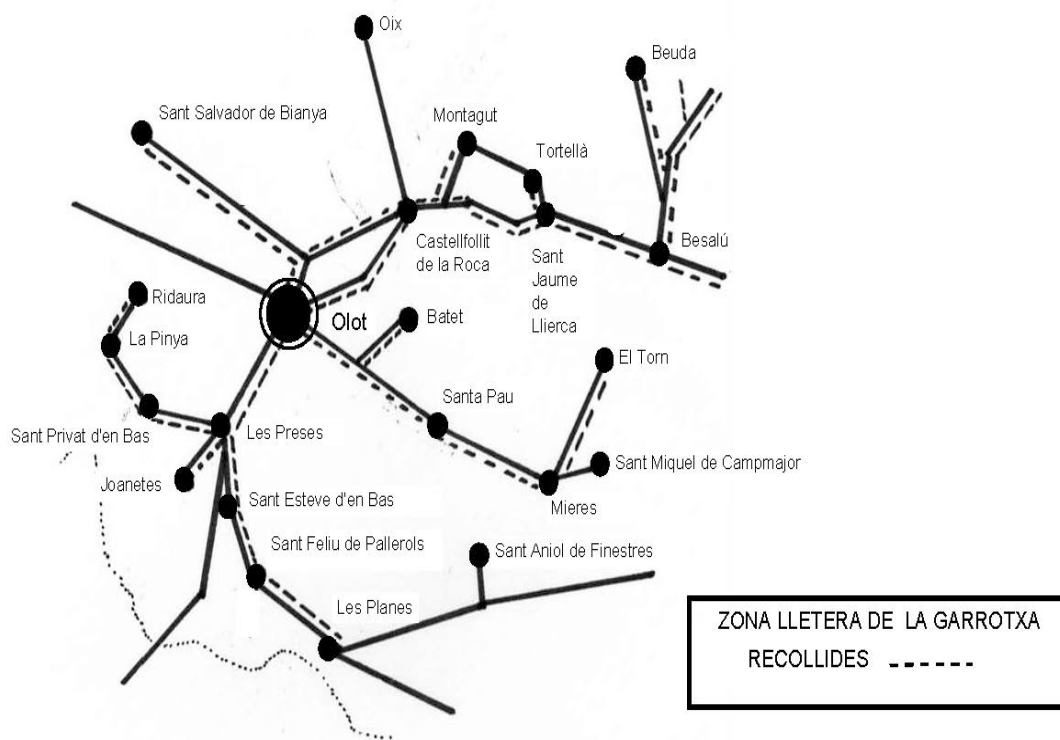 Oix
Beuda
Sant Salvador de Bianya
Montagut
Tortellà
Castellfollit
de la Roca
Sant
Jaume
de
Llierca
Besalú
Ridaura
Olot
Batet
La Pinya
El Torn
Santa Pau
Sant Privat d'en Bas
Les Preses
Sant Miquel de Campmajor
Joanetes
Sant Esteve d'en Bas
Mieres
Sant Feliu de Pallerols
Sant Aniol de Finestres
Les Planes
ZONA LLETERA DE LA GARROTXA
RECOLLIDES